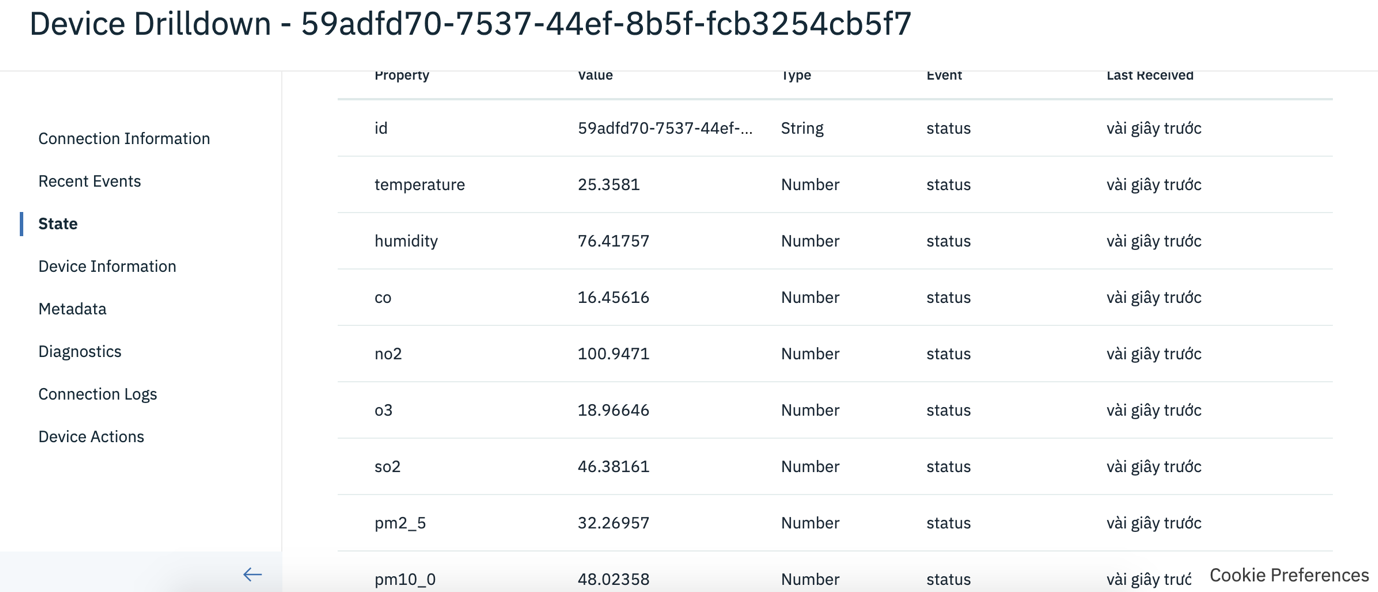 Device Drilldown - 59adfd70-7537-44ef-8b5f-fcb3254cb5f7
Connection Information
Recent Events
State
Device Information
Metadata
Diagnostics
Connection Logs
Device Actions
Property Value Type Event Last Received
id 59adfd70-7537-44ef-... String status vài giây trước
temperature 25.3581 Number status vài giây trước
humidity 76.41757 Number status vài giây trước
co 16.45616 Number status vài giây trước
no2 100.9471 Number status vài giây trước
o3 18.96646 Number status vài giây trước
so2 46.38161 Number status vài giây trước
pm2_5 32.26957 Number status vài giây trước
pm10_0 48.02358 Number status vài giây trước
Cookie Preferences